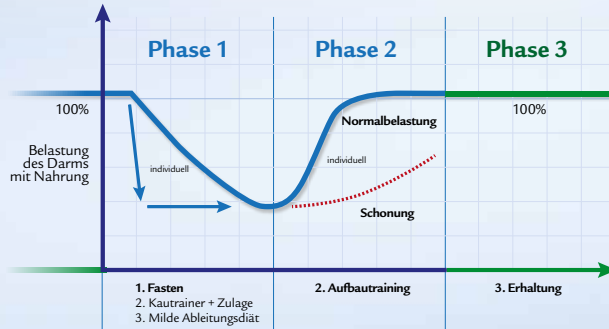 Phase 1
Phase 2
Phase 3
100%
100%
Normalbelastung
Belastung
des Darms
mit Nahrung
individuell
individuell
Schonung
1. Fasten
2. Kautrainer + Zulage
3. Milde Ableitungsdiät
2. Aufbautraining
3. Erhaltung